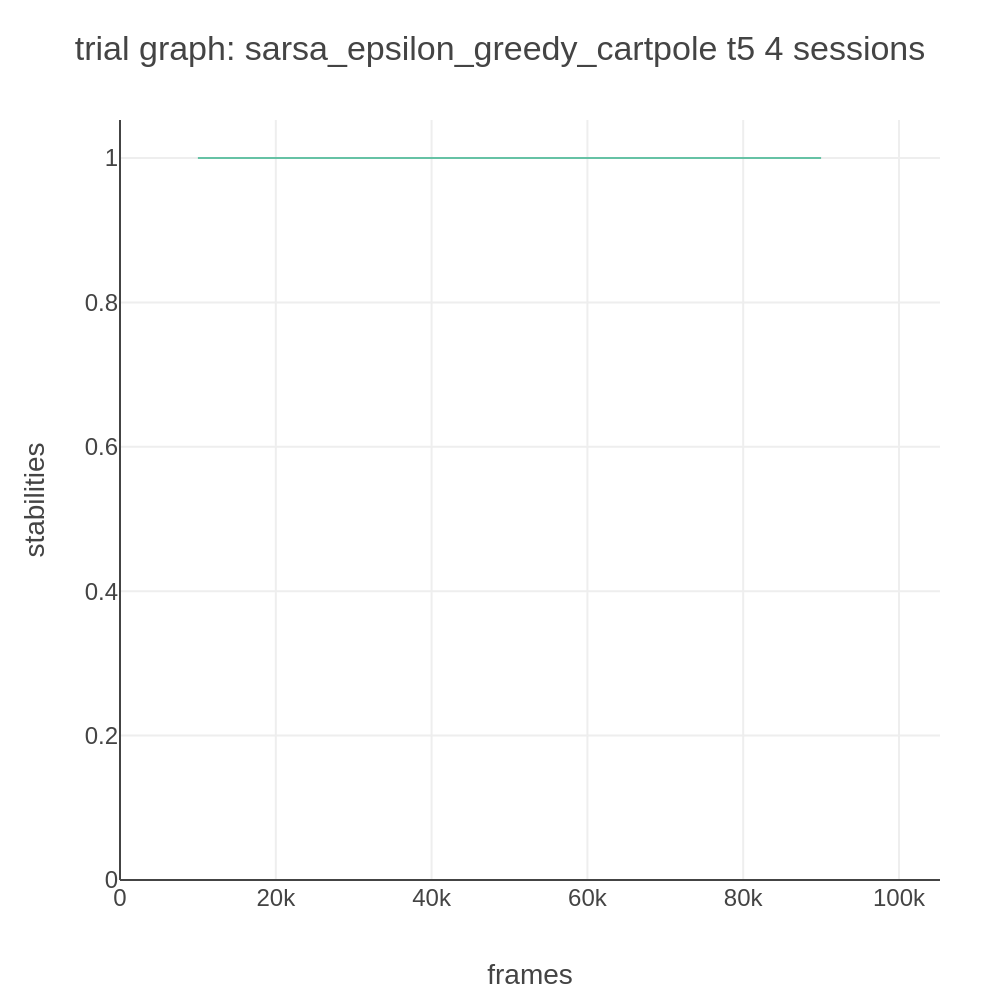 trial graph: sarsa_epsilon_greedy_cartpole t5 4 sessions
1
0.8
0.6
0.4
0.2
0
stabilities
0
20k
40k
60k
80k
100k
frames